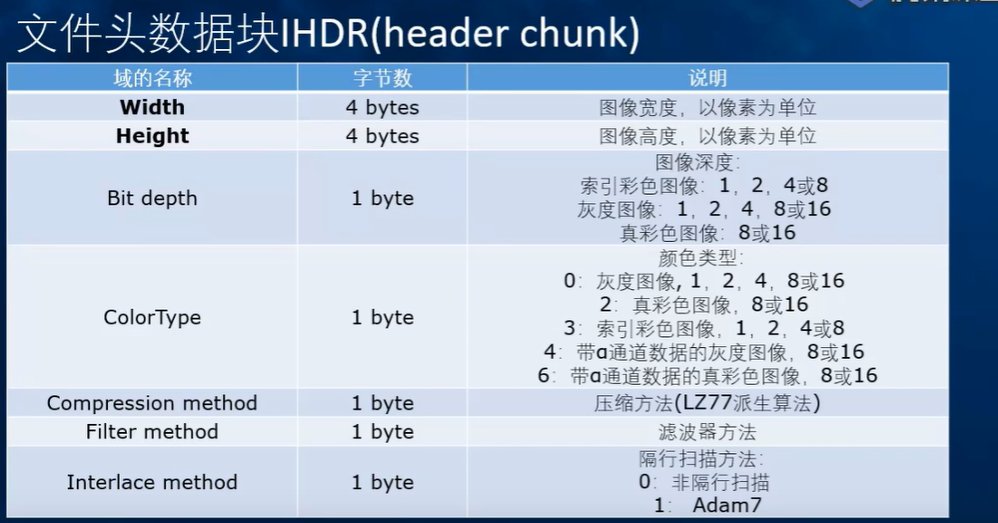 文件头数据块IHDR(header chunk)
域的名称 字节数 说明
Width 4 bytes 图像宽度，以像素为单位
Height 4 bytes 图像高度，以像素为单位
Bit depth 1 byte 图像深度：
索引彩色图像：1，2，4或8
灰度图像：1，2，4，8或16
真彩色图像：8或16
ColorType 1 byte 颜色类型：
0：灰度图像, 1，2，4，8或16
2：真彩色图像，8或16
3：索引彩色图像，1，2，4或8
4：带α通道数据的灰度图像，8或16
6：带α通道数据的真彩色图像，8或16
Compression method 1 byte 压缩方法(LZ77派生算法)
Filter method 1 byte 滤波器方法
Interlace method 1 byte 隔行扫描方法：
0：非隔行扫描
1： Adam7